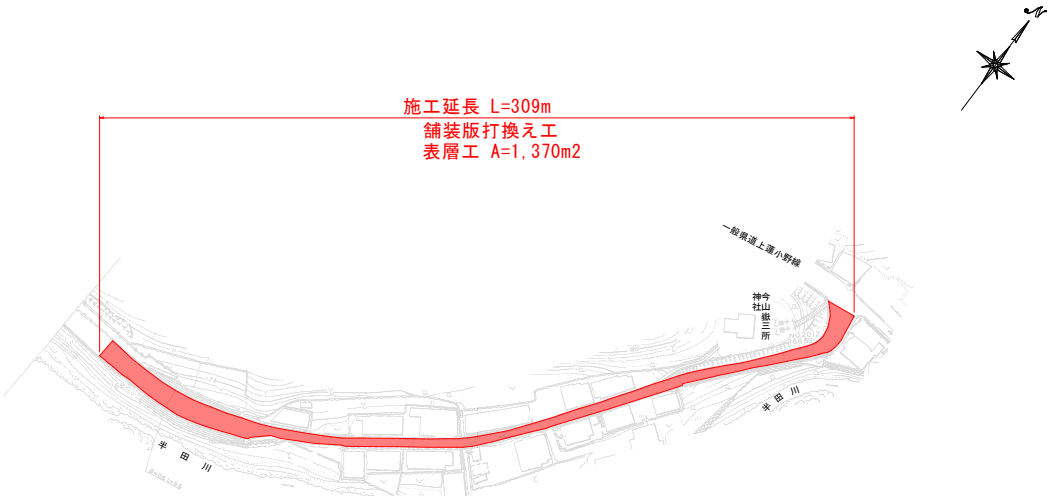 施工延長 L=309m
舗装版打換え工
表層工 A=1,370m2
一般県道上蓮小野線
今山嶽三所
神社
半田川
半田川
N